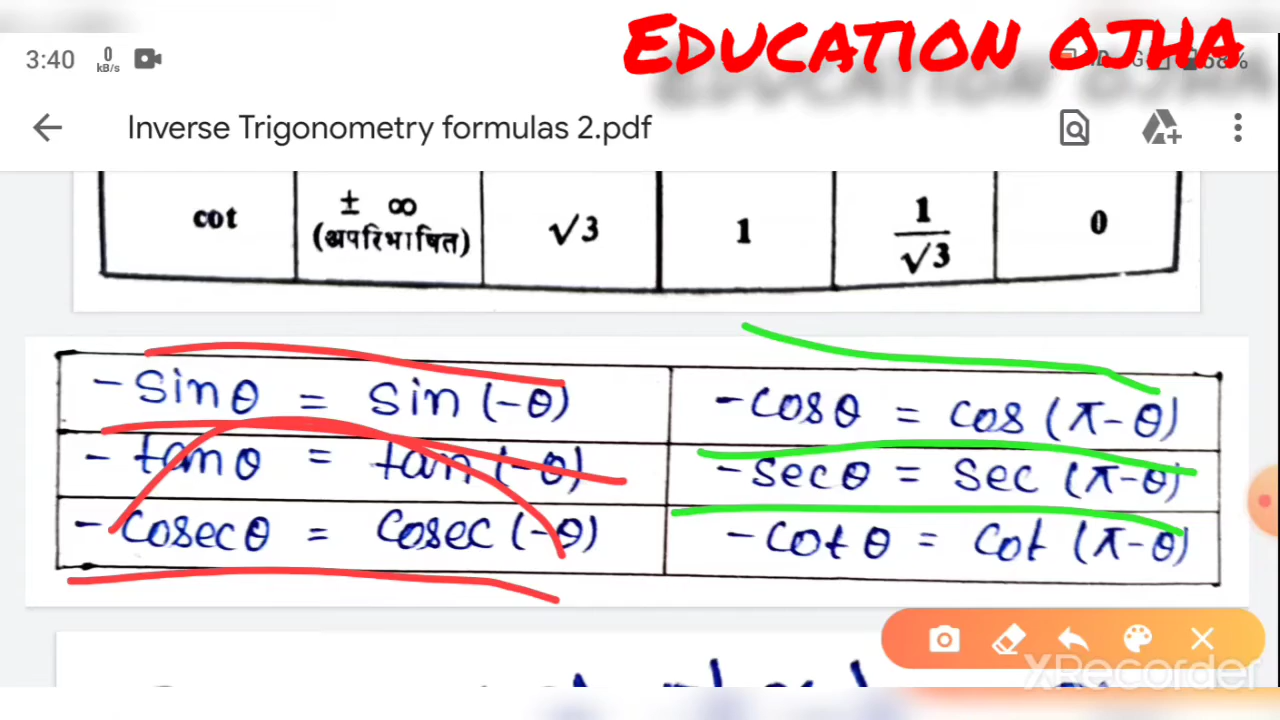 EDUCATION OJHA
3:40 0 kB/s 68%
Inverse Trigonometry formulas 2.pdf
cot ± ∞ (अपरिभाषित) √3 1 1/√3 0
-sinθ = sin(-θ) -cosθ = cos(π-θ)
-tanθ = tan(-θ) -secθ = sec(π-θ)
-cosecθ = cosec(-θ) -cotθ = cot(π-θ)
XRecorder